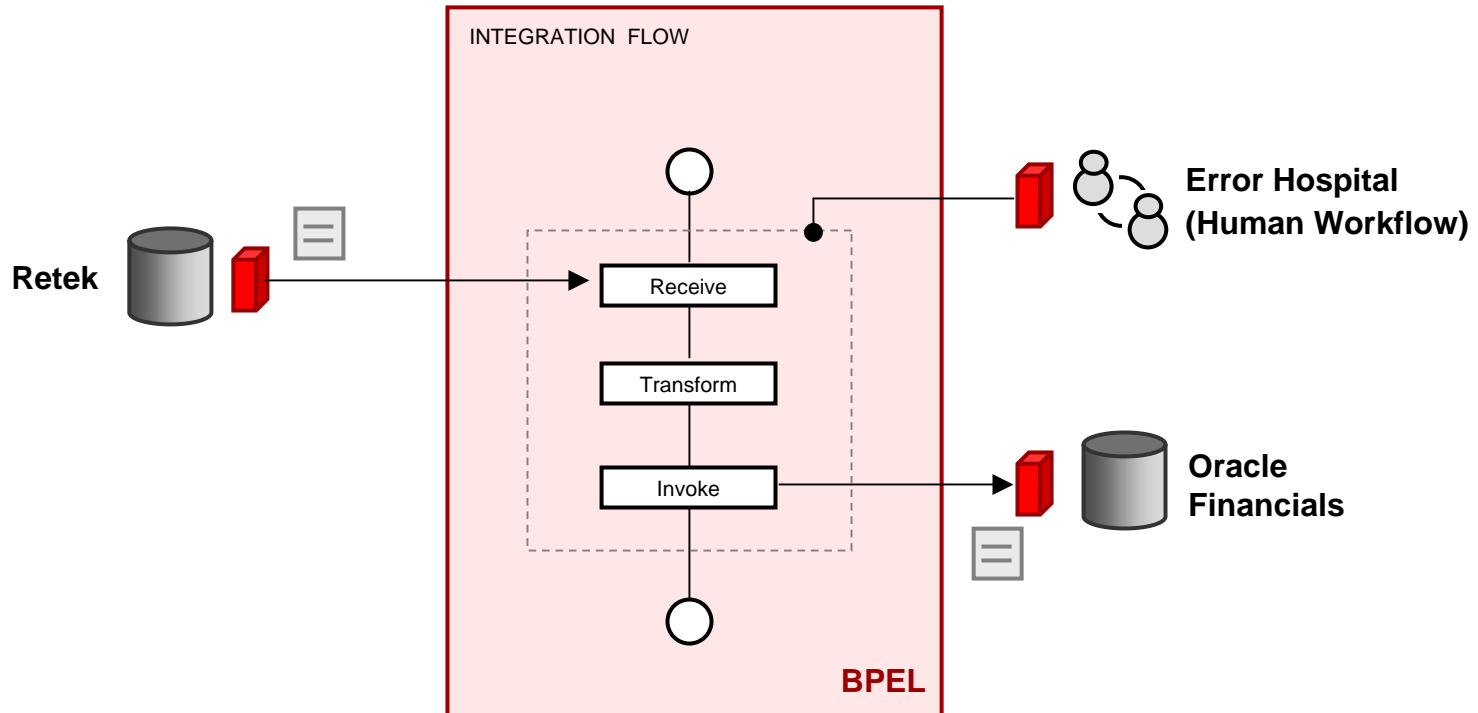 INTEGRATION FLOW
Error Hospital
(Human Workflow)
Retek
Receive
Transform
Invoke
Oracle
Financials
BPEL